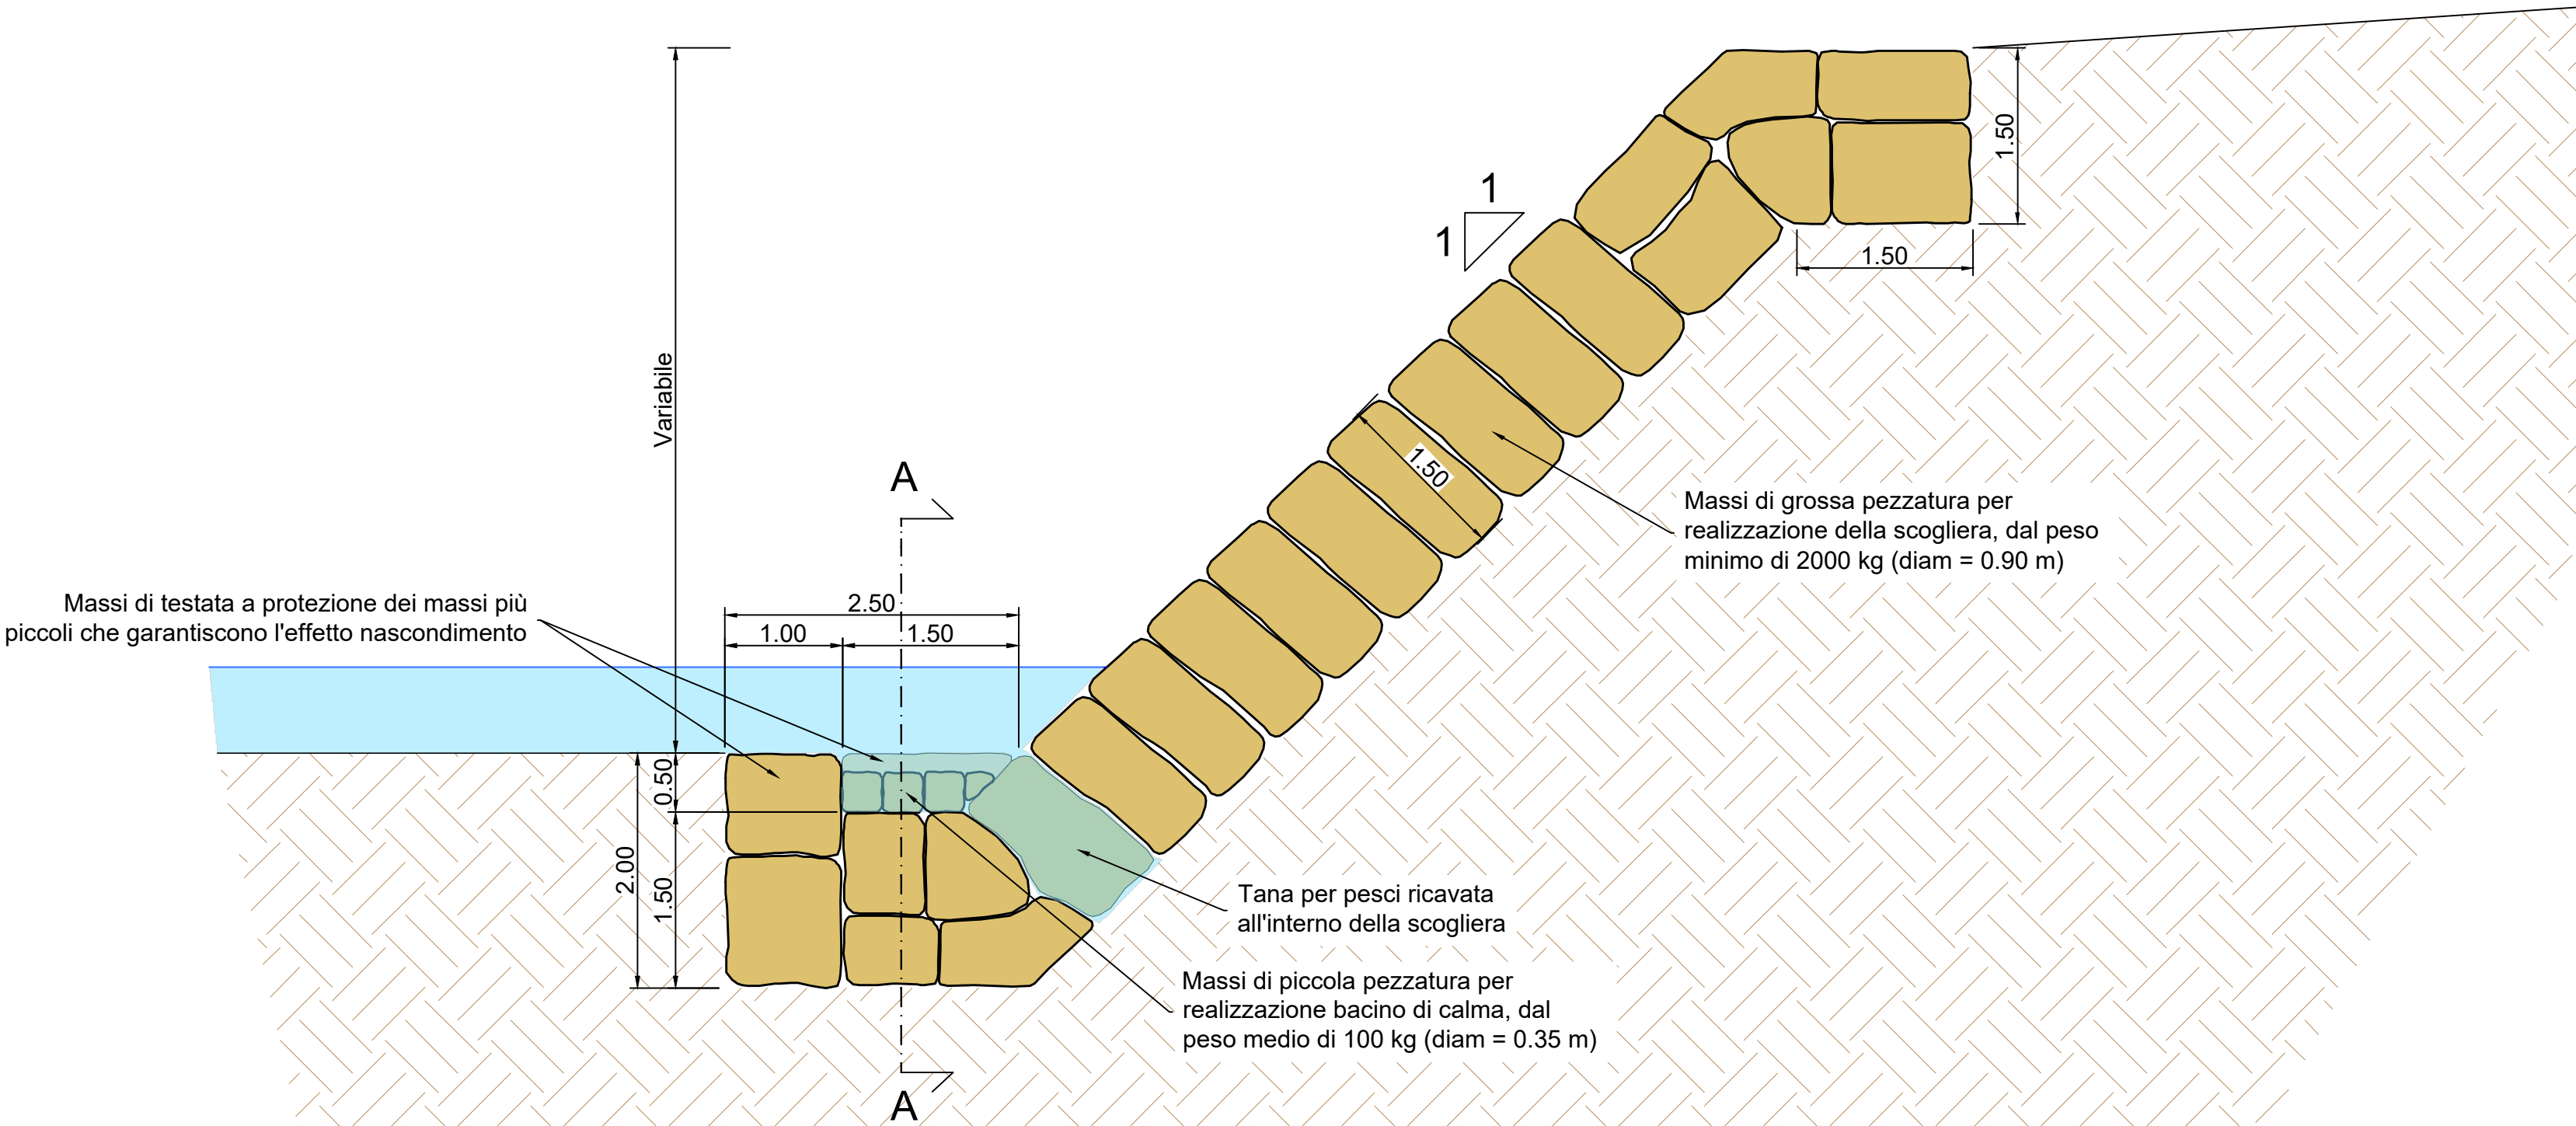 1.50
1
1
1.50
Variabile
A
1.50
Massi di grossa pezzatura per
realizzazione della scogliera, dal peso
minimo di 2000 kg (diam = 0.90 m)
Massi di testata a protezione dei massi più
piccoli che garantiscono l'effetto nascondimento
2.50
1.00
1.50
0.50
2.00
1.50
Tana per pesci ricavata
all'interno della scogliera
Massi di piccola pezzatura per
realizzazione bacino di calma, dal
peso medio di 100 kg (diam = 0.35 m)
A